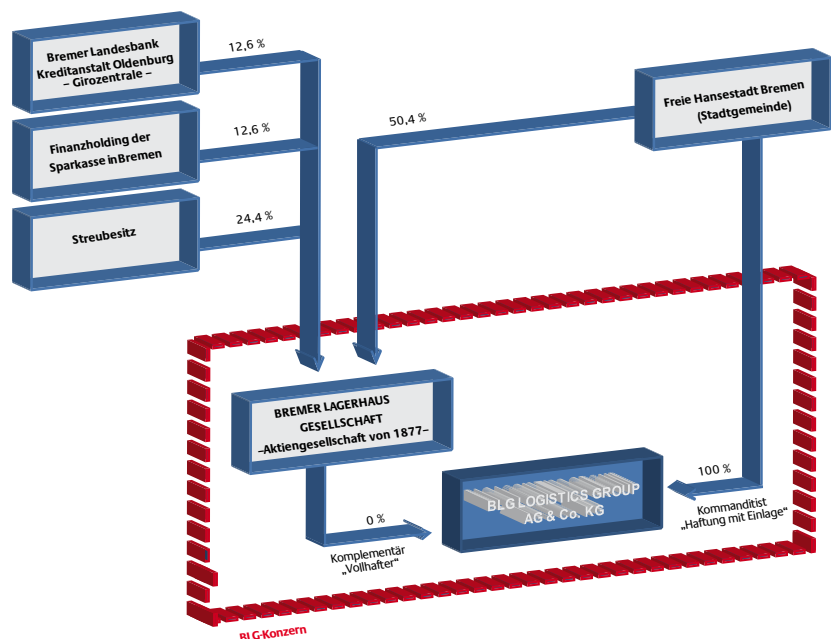 Bremer Landesbank
Kreditanstalt Oldenburg
– Girozentrale –
12,6 %
Finanzholding der
Sparkasse in Bremen
12,6 %
Streubesitz
24,4 %
50,4 %
Freie Hansestadt Bremen
(Stadtgemeinde)
BREMER LAGERHAUS
GESELLSCHAFT
–Aktiengesellschaft von 1877–
BLG LOGISTICS GROUP
AG & Co. KG
100 %
Kommanditist
„Haftung mit Einlage“
0 %
Komplementär
„Vollhafter“
BLG-Konzern